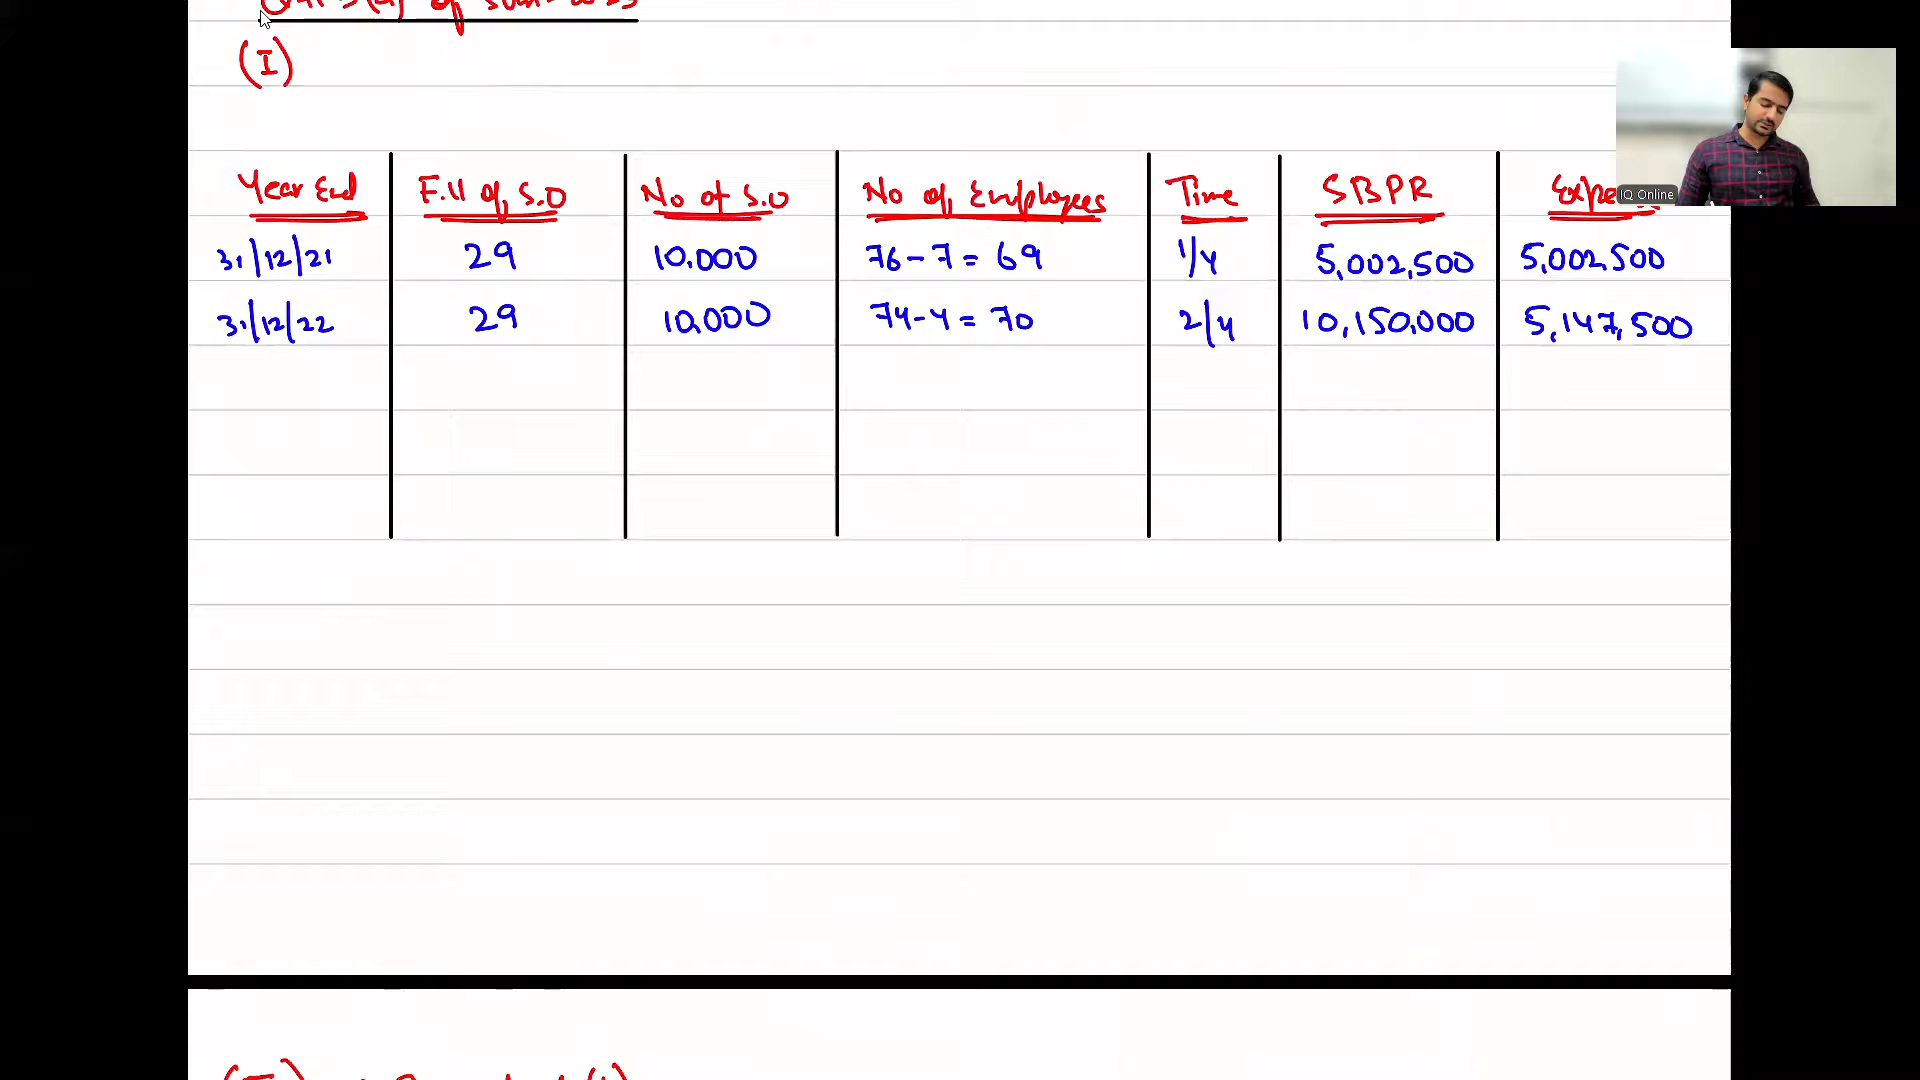 of
(I)
Year End F.V of S.O No of S.O No of Employees Time SBPR
IQ Online
31/12/21 29 10,000 76-7= 69 1/4 5,002,500 5,002,500
31/12/22 29 10,000 74-4= 70 2/4 10,150,000 5,147,500